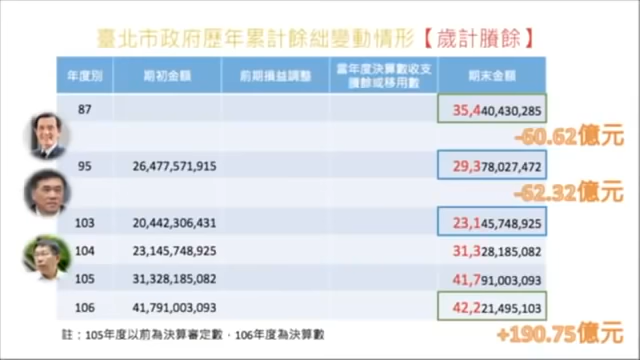 臺北市政府歷年累計餘絀變動情形【歲計賸餘】
年度別 期初金額 前期損益調整 當年度決算數收支賸餘或移用數 期末金額
87 35,440,430,285
-60.62億元
95 26,477,571,915 29,378,027,472
-62.32億元
103 20,442,306,431 23,145,748,925
104 23,145,748,925 31,328,185,082
105 31,328,185,082 41,791,003,093
106 41,791,003,093 42,221,495,103
+190.75億元
註：105年度以前為決算審定數，106年度為決算數